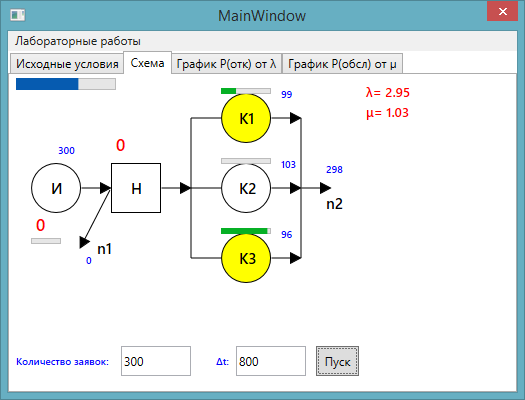 MainWindow
Лабораторные работы
Исходные условия
Схема
График P(отк) от λ
График P(обсл) от μ
99
λ= 2.95
К1
μ= 1.03
300
0
103
298
И
Н
К2
n2
0
96
n1
0
К3
Количество заявок:
300
Δt:
800
Пуск